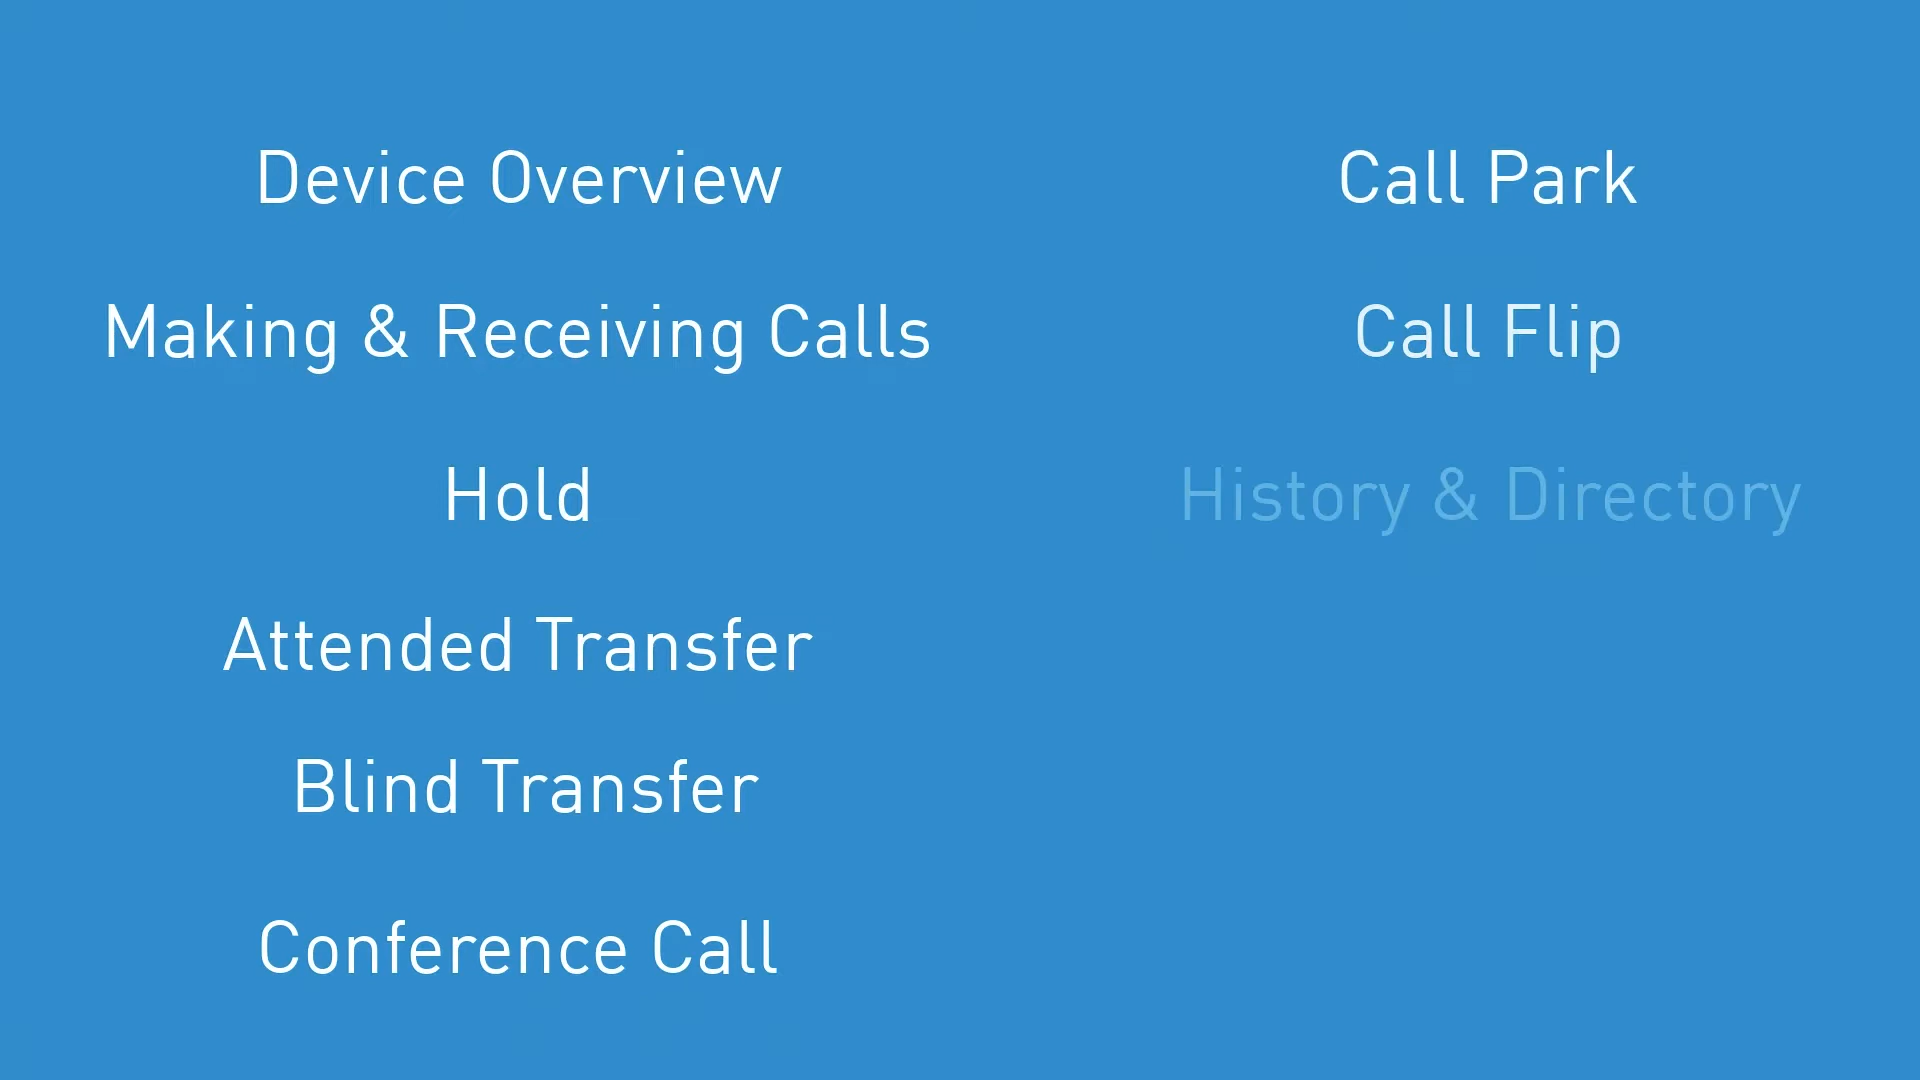 Device Overview
Making & Receiving Calls
Hold
Attended Transfer
Blind Transfer
Conference Call
Call Park
Call Flip
History & Directory